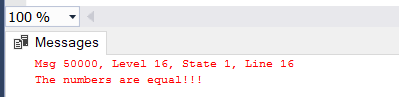 100 %
Messages
Msg 50000, Level 16, State 1, Line 16
The numbers are equal!!!